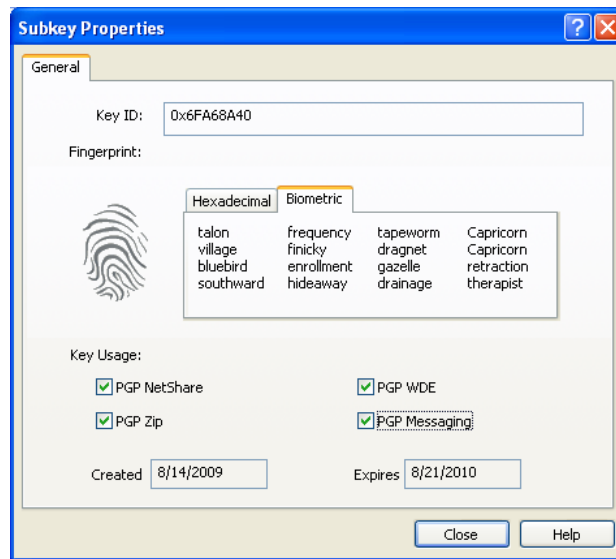 Subkey Properties
General
Key ID: 0x6FA68A40
Fingerprint:
Hexadecimal Biometric
talon frequency tapeworm Capricorn
village finicky dragnet Capricorn
bluebird enrollment gazelle retraction
southward hideaway drainage therapist
Key Usage:
PGP NetShare PGP WDE
PGP Zip PGP Messaging
Created 8/14/2009 Expires 8/21/2010
Close Help